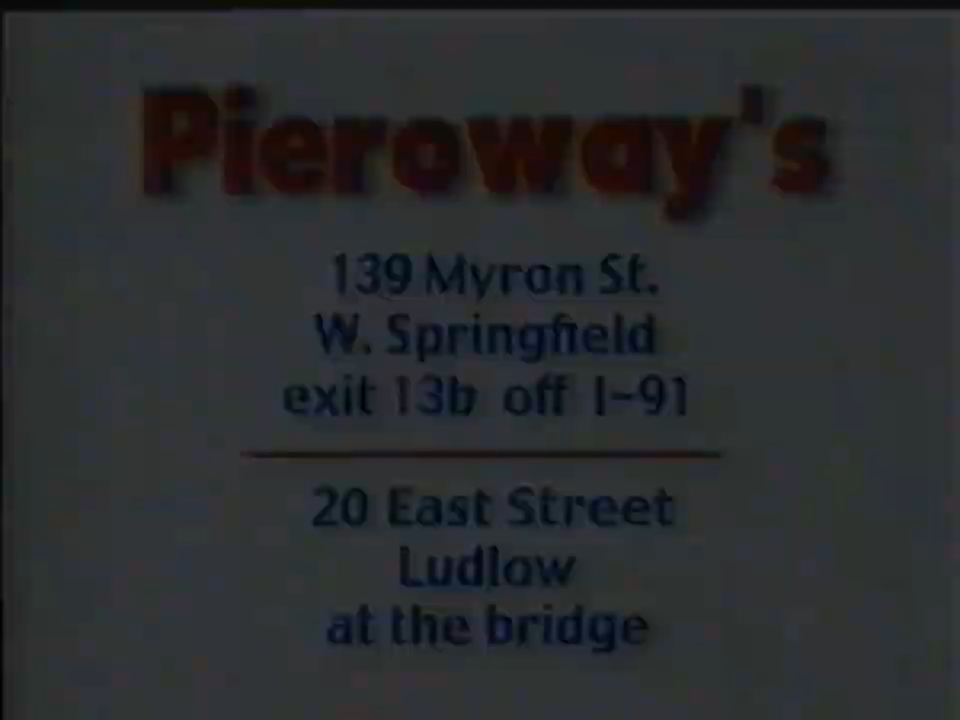 Pieroway's
139 Myron St.
W. Springfield
exit 13b off I-91
20 East Street
Ludlow
at the bridge